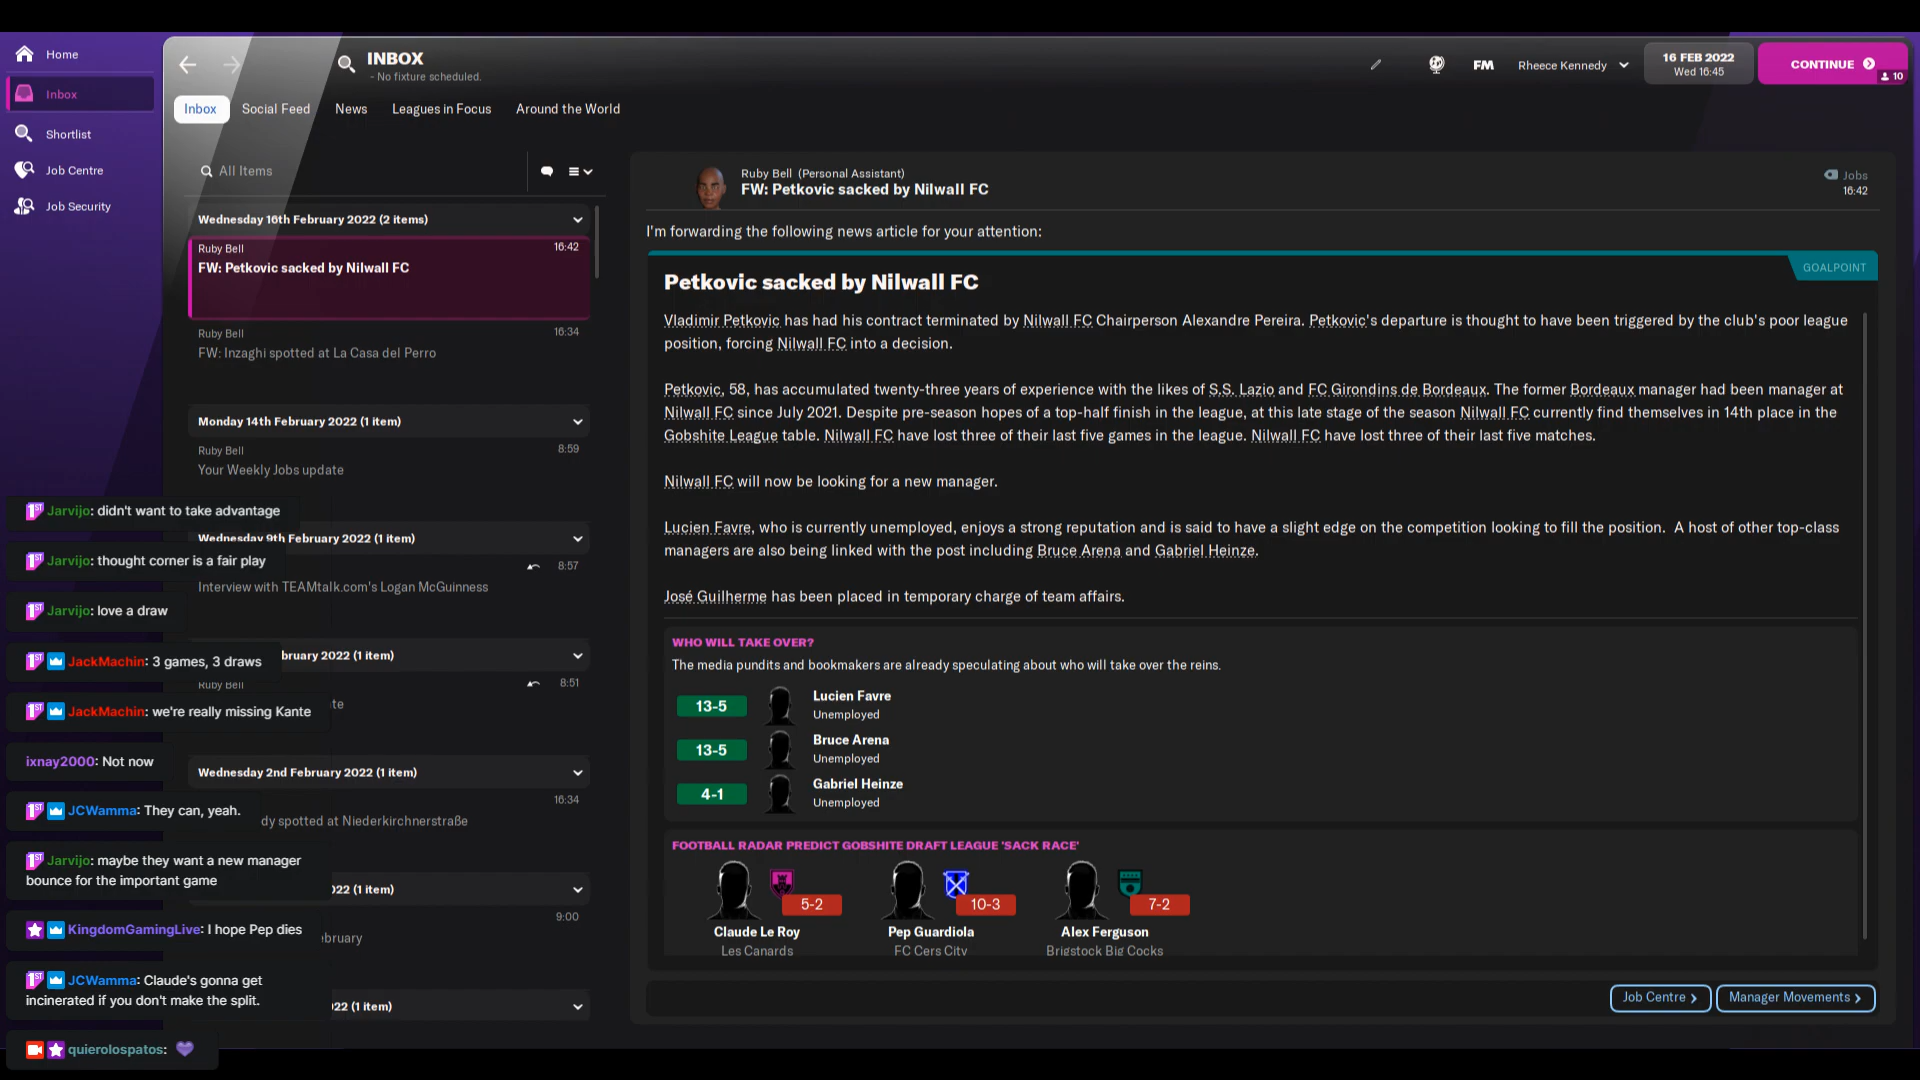 Home
Inbox
Shortlist
Job Centre
Job Security
INBOX
- No fixture scheduled.
FM
Rheece Kennedy
16 FEB 2022
Wed 16:45
CONTINUE
10
Inbox
Social Feed
News
Leagues in Focus
Around the World
All Items
Wednesday 16th February 2022 (2 items)
Ruby Bell
16:42
FW: Petkovic sacked by Nilwall FC
Ruby Bell
16:34
FW: Inzaghi spotted at La Casa del Perro
Monday 14th February 2022 (1 item)
Ruby Bell
8:59
Your Weekly Jobs update
Wednesday 9th February 2022 (1 item)
8:57
Interview with TEAMtalk.com's Logan McGuinness
bruary 2022 (1 item)
Ruby Bell
8:51
te
Wednesday 2nd February 2022 (1 item)
16:34
dy spotted at Niederkirchnerstraße
022 (1 item)
9:00
ebruary
022 (1 item)
Jarvijo: didn't want to take advantage
Jarvijo: thought corner is a fair play
Jarvijo: love a draw
JackMachin: 3 games, 3 draws
JackMachin: we're really missing Kante
ixnay2000: Not now
JCWamma: They can, yeah.
Jarvijo: maybe they want a new manager
bounce for the important game
KingdomGamingLive: I hope Pep dies
JCWamma: Claude's gonna get
incinerated if you don't make the split.
quierolospatos:
Ruby Bell (Personal Assistant)
FW: Petkovic sacked by Nilwall FC
Jobs
16:42
I'm forwarding the following news article for your attention:
GOALPOINT
Petkovic sacked by Nilwall FC
Vladimir Petkovic has had his contract terminated by Nilwall FC Chairperson Alexandre Pereira. Petkovic's departure is thought to have been triggered by the club's poor league
position, forcing Nilwall FC into a decision.
Petkovic, 58, has accumulated twenty-three years of experience with the likes of S.S. Lazio and FC Girondins de Bordeaux. The former Bordeaux manager had been manager at
Nilwall FC since July 2021. Despite pre-season hopes of a top-half finish in the league, at this late stage of the season Nilwall FC currently find themselves in 14th place in the
Gobshite League table. Nilwall FC have lost three of their last five games in the league. Nilwall FC have lost three of their last five matches.
Nilwall FC will now be looking for a new manager.
Lucien Favre, who is currently unemployed, enjoys a strong reputation and is said to have a slight edge on the competition looking to fill the position. A host of other top-class
managers are also being linked with the post including Bruce Arena and Gabriel Heinze.
José Guilherme has been placed in temporary charge of team affairs.
WHO WILL TAKE OVER?
The media pundits and bookmakers are already speculating about who will take over the reins.
13-5
Lucien Favre
Unemployed
13-5
Bruce Arena
Unemployed
4-1
Gabriel Heinze
Unemployed
FOOTBALL RADAR PREDICT GOBSHITE DRAFT LEAGUE 'SACK RACE'
5-2
10-3
7-2
Claude Le Roy
Pep Guardiola
Alex Ferguson
Les Canards
FC Cers City
Brigstock Big Cocks
Job Centre
Manager Movements